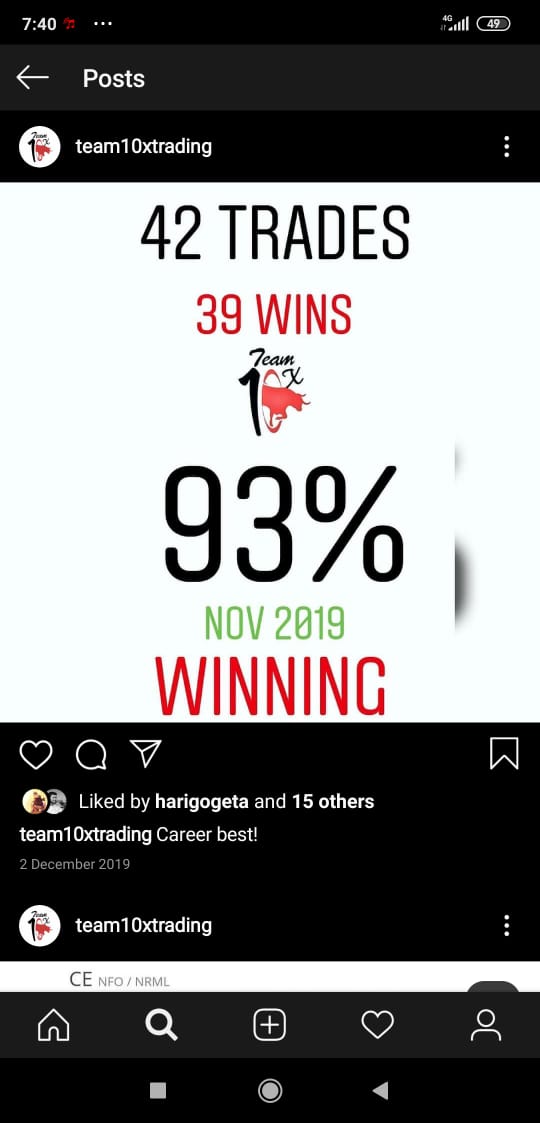 7:40 ... 4G 49
Posts
team10xtrading
42 TRADES
39 WINS
Team
10X
93%
NOV 2019
WINNING
Liked by harigogeta and 15 others
team10xtrading Career best!
2 December 2019
team10xtrading
CE NFO / NRML